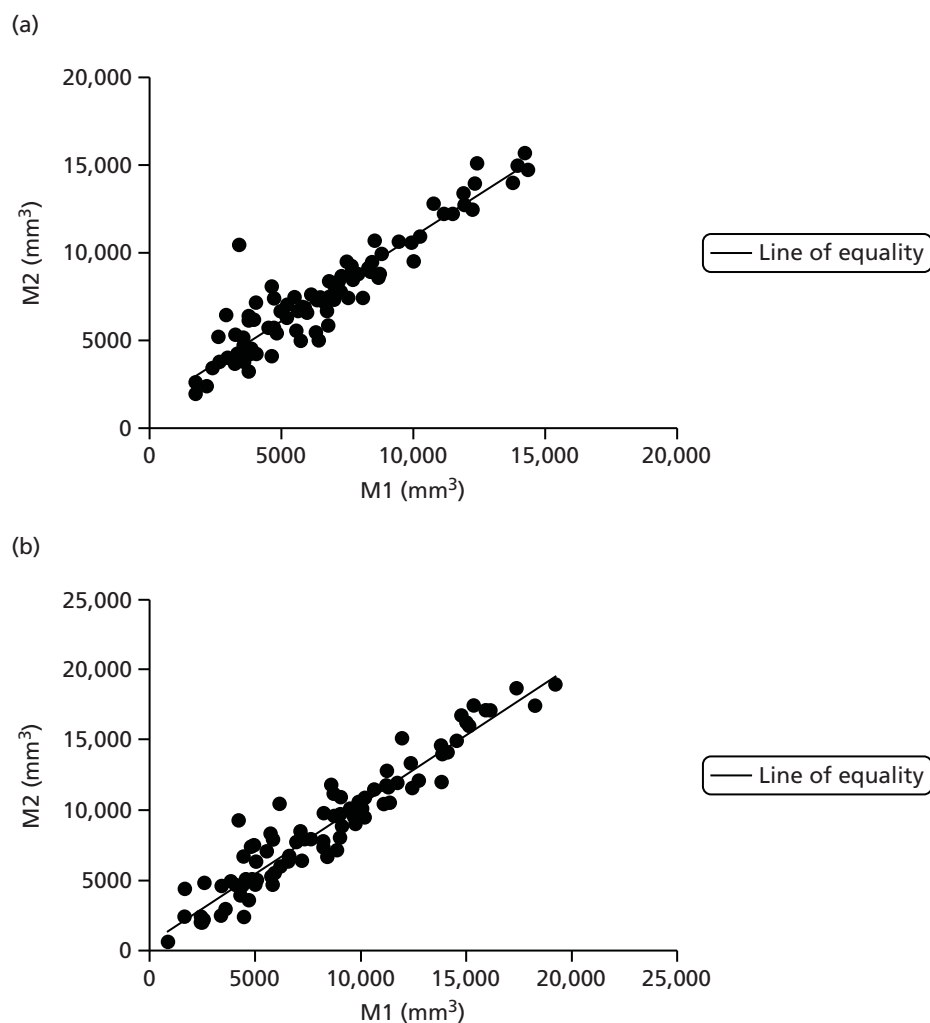 (a)
20,000
15,000
10,000
5000
0
M2 (mm³)
0 5000 10,000 15,000 20,000
M1 (mm³)
Line of equality
(b)
25,000
20,000
15,000
10,000
5000
0
M2 (mm³)
0 5000 10,000 15,000 20,000 25,000
M1 (mm³)
Line of equality